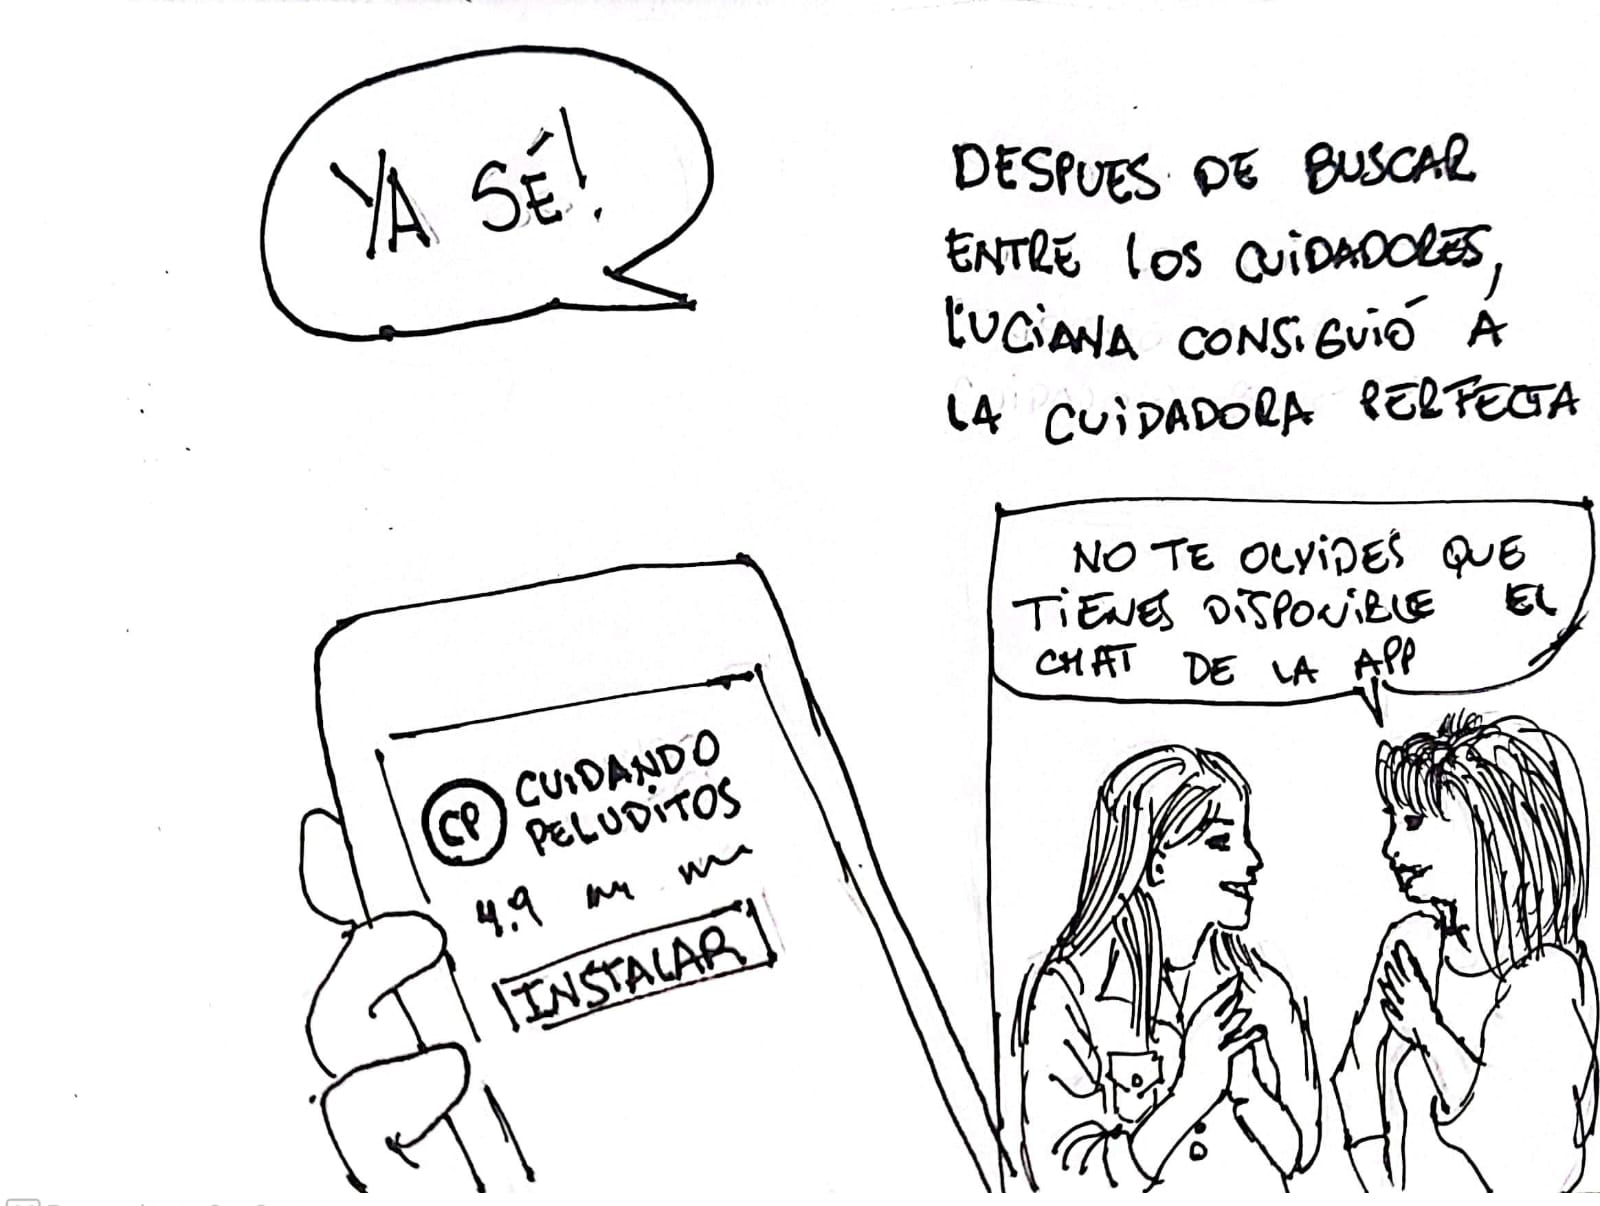 YA SÉ!
CUIDANDO
PELUDITOS
CP
4.9
INSTALAR
DESPUES DE BUSCAR
ENTRE LOS CUIDADORES,
LUCIANA CONSIGUIÓ A
LA CUIDADORA PERFECTA
NO TE OLVIDES QUE
TIENES DISPONIBLE EL
CHAT DE LA APP